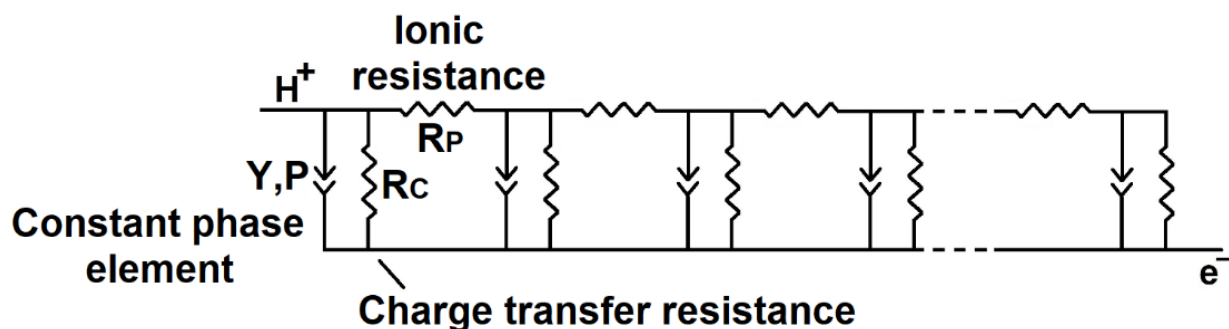 Ionic
resistance
H+
RP
Y,P
RC
Constant phase
element
Charge transfer resistance
e−